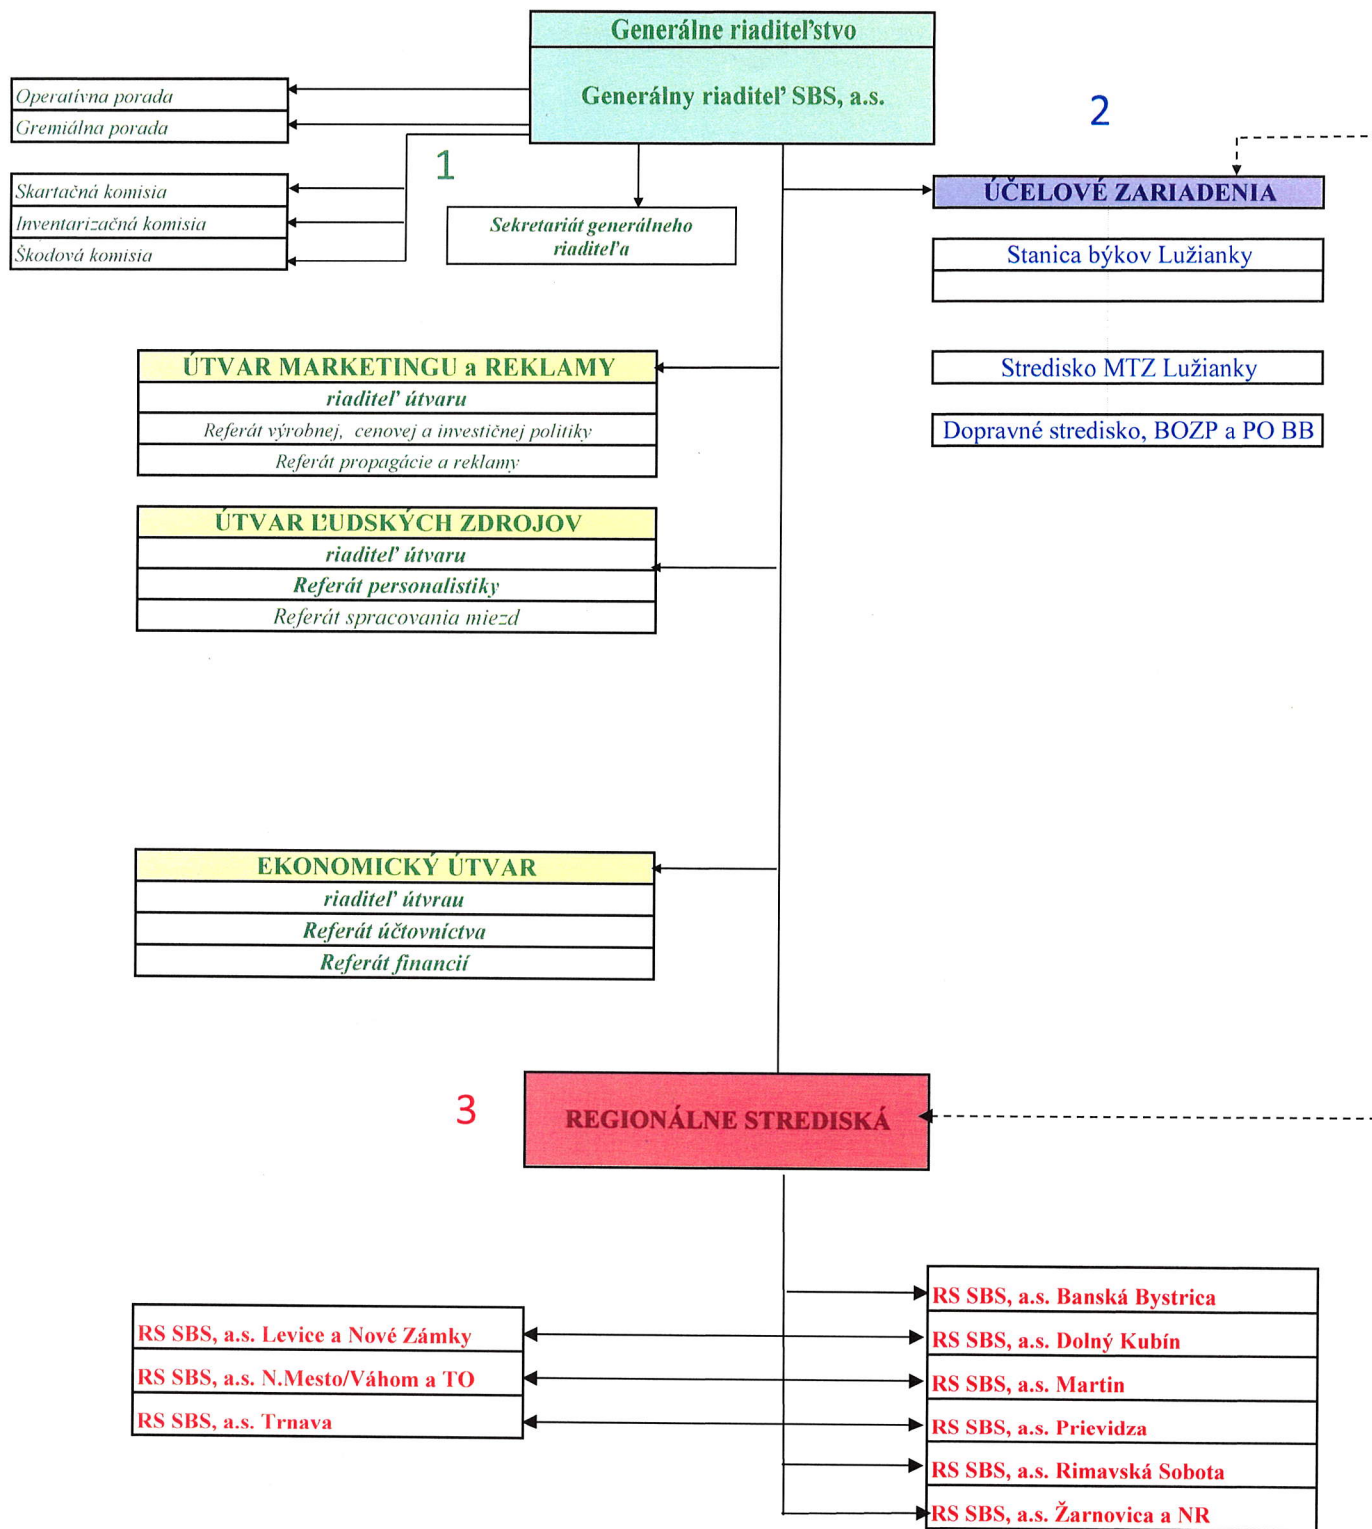 Generálne riaditeľstvo
Generálny riaditeľ SBS, a.s.
Operatívna porada
Gremiálna porada
1
2
Skartačná komisia
Inventarizačná komisia
Škodová komisia
Sekretariát generálneho
riaditeľa
ÚČELOVÉ ZARIADENIA
Stanica býkov Lužianky
Stredisko MTZ Lužianky
Dopravné stredisko, BOZP a PO BB
ÚTVAR MARKETINGU a REKLAMY
riaditeľ útvaru
Referát výrobnej, cenovej a investičnej politiky
Referát propagácie a reklamy
ÚTVAR ĽUDSKÝCH ZDROJOV
riaditeľ útvaru
Referát personalistiky
Referát spracovania miezd
EKONOMICKÝ ÚTVAR
riaditeľ útvrau
Referát účtovníctva
Referát financií
3
REGIONÁLNE STREDISKÁ
RS SBS, a.s. Levice a Nové Zámky
RS SBS, a.s. N.Mesto/Váhom a TO
RS SBS, a.s. Trnava
RS SBS, a.s. Banská Bystrica
RS SBS, a.s. Dolný Kubín
RS SBS, a.s. Martin
RS SBS, a.s. Prievidza
RS SBS, a.s. Rimavská Sobota
RS SBS, a.s. Žarnovica a NR